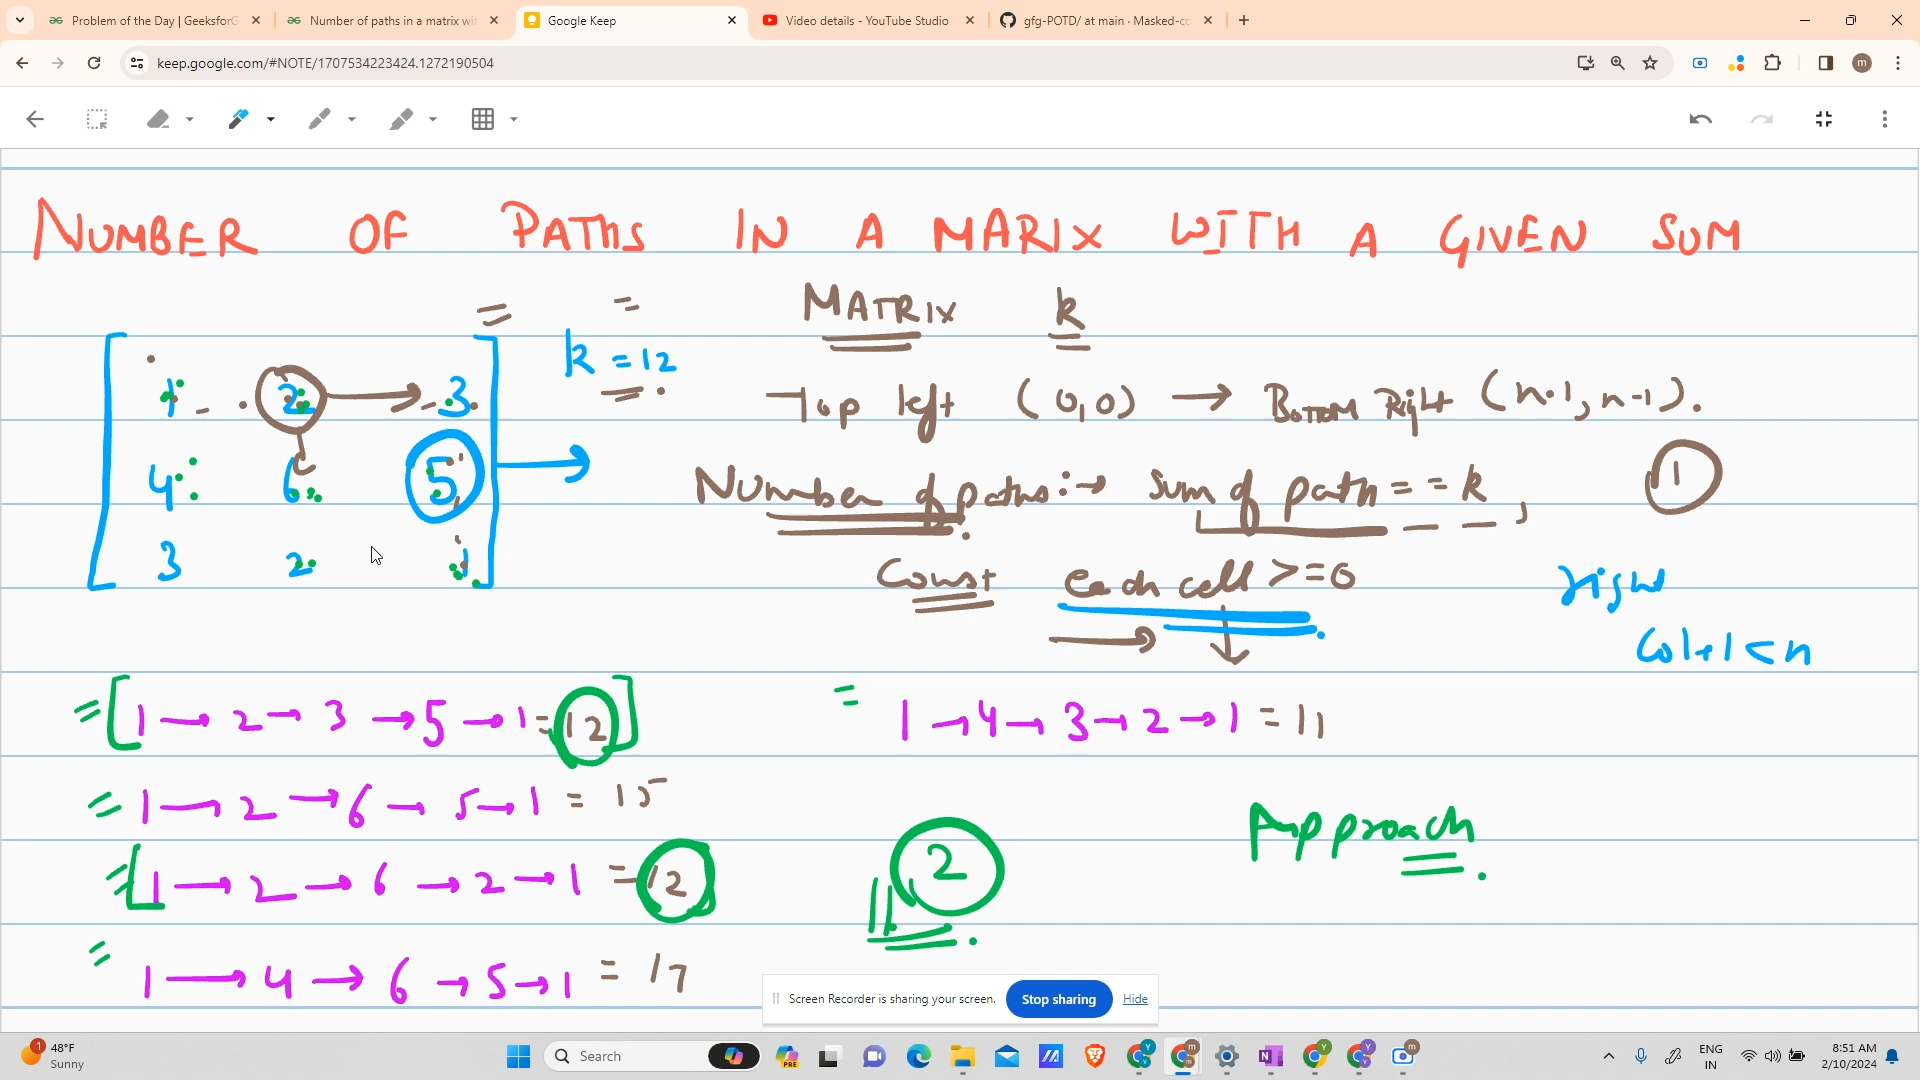 Problem of the Day | GeeksforG
Number of paths in a matrix wi
Google Keep
Video details - YouTube Studio
gfg-POTD/ at main · Masked-co
keep.google.com/#NOTE/1707534223424.1272190504
m
NUMBER OF PATHS IN A MARIX WITH A GIVEN SUM
= = MATRIX k
k = 12
1 2 3
Top left (0,0) → Bottom Right (n-1, n-1).
4 6 5
Number of paths :→ Sum of path = = k
1
3 2 1
Const each cell >= 0
right
Col+1 < n
= [1 → 2 → 3 → 5 → 1 = 12]
= 1 → 4 → 3 → 2 → 1 = 11
= 1 → 2 → 6 → 5 → 1 = 15
Approach
= [1 → 2 → 6 → 2 → 1 = 12
2
= 1 → 4 → 6 → 5 → 1 = 17
Screen Recorder is sharing your screen. Stop sharing Hide
1
48°F
Sunny
Search
PRE
ENG
IN
8:51 AM
2/10/2024